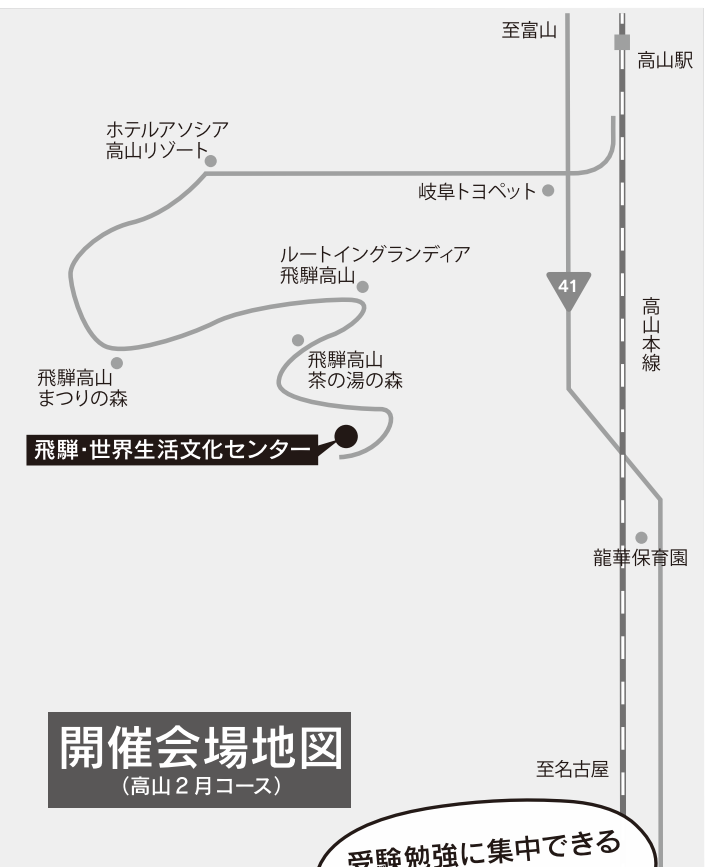 至富山
高山駅
ホテルアソシア
高山リゾート
岐阜トヨペット
ルートイングランディア
飛騨高山
41
高山本線
飛騨高山
茶の湯の森
飛騨高山
まつりの森
飛騨・世界生活文化センター
龍華保育園
開催会場地図
（高山２月コース）
至名古屋
受験勉強に集中できる